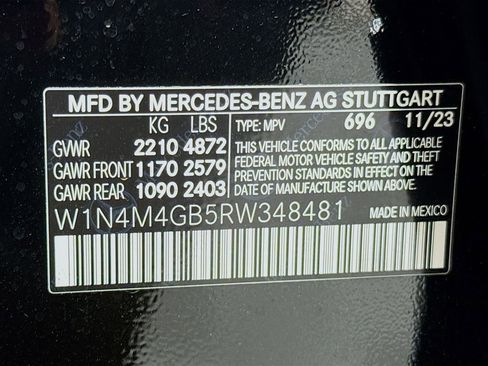 MFD BY MERCEDES-BENZ AG STUTTGART
KG LBS TYPE: MPV 696 11/23
GVWR 2210 4872 THIS VEHICLE CONFORMS TO ALL APPLICABLE
GAWR FRONT 1170 2579 FEDERAL MOTOR VEHICLE SAFETY AND THEFT
GAWR REAR 1090 2403 PREVENTION STANDARDS IN EFFECT ON THE DATE OF MANUFACTURE SHOWN ABOVE.
W1N4M4GB5RW348481 MADE IN MEXICO